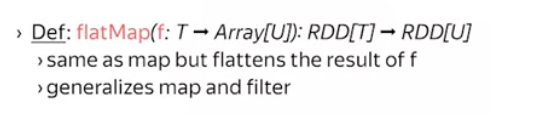 › Def: flatMap(f: T → Array[U]): RDD[T] → RDD[U]
› same as map but flattens the result of f
› generalizes map and filter